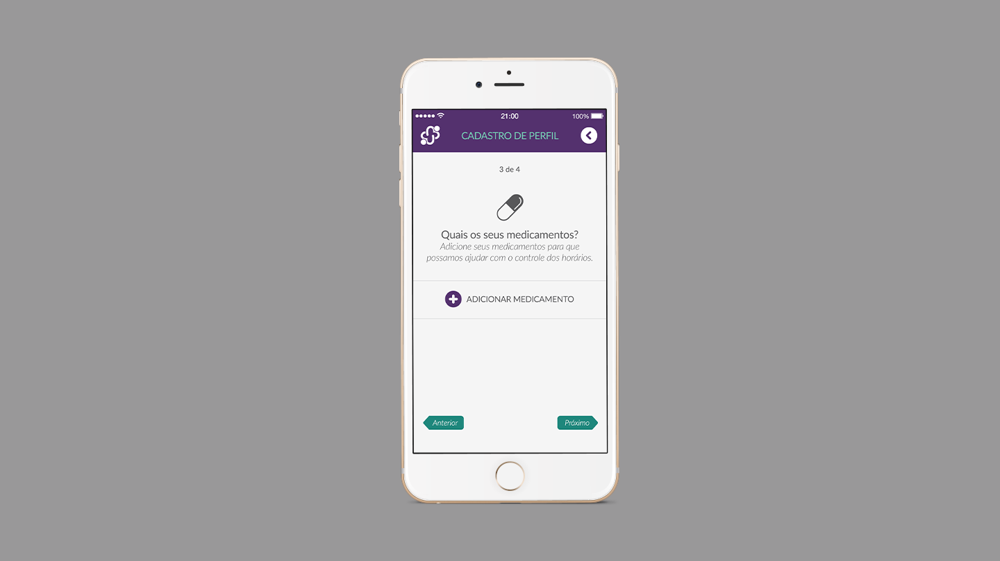 21:00
100%
CADASTRO DE PERFIL
3 de 4
Quais os seus medicamentos?
Adicione seus medicamentos para que
possamos ajudar com o controle dos horários.
ADICIONAR MEDICAMENTO
Anterior
Próximo